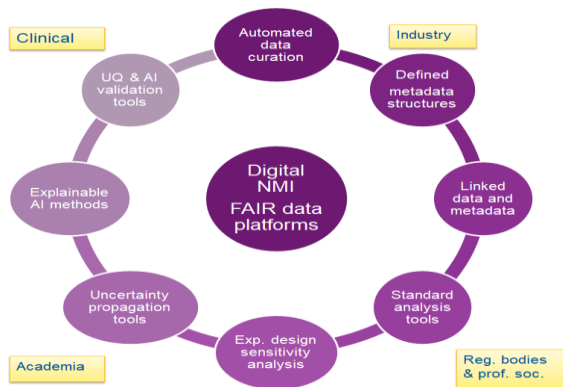 Clinical
Automated
data
curation
Industry
UQ & AI
validation
tools
Defined
metadata
structures
Explainable
AI methods
Digital
NMI
FAIR data
platforms
Linked
data and
metadata
Uncertainty
propagation
tools
Standard
analysis
tools
Exp. design
sensitivity
analysis
Academia
Reg. bodies
& prof. soc.